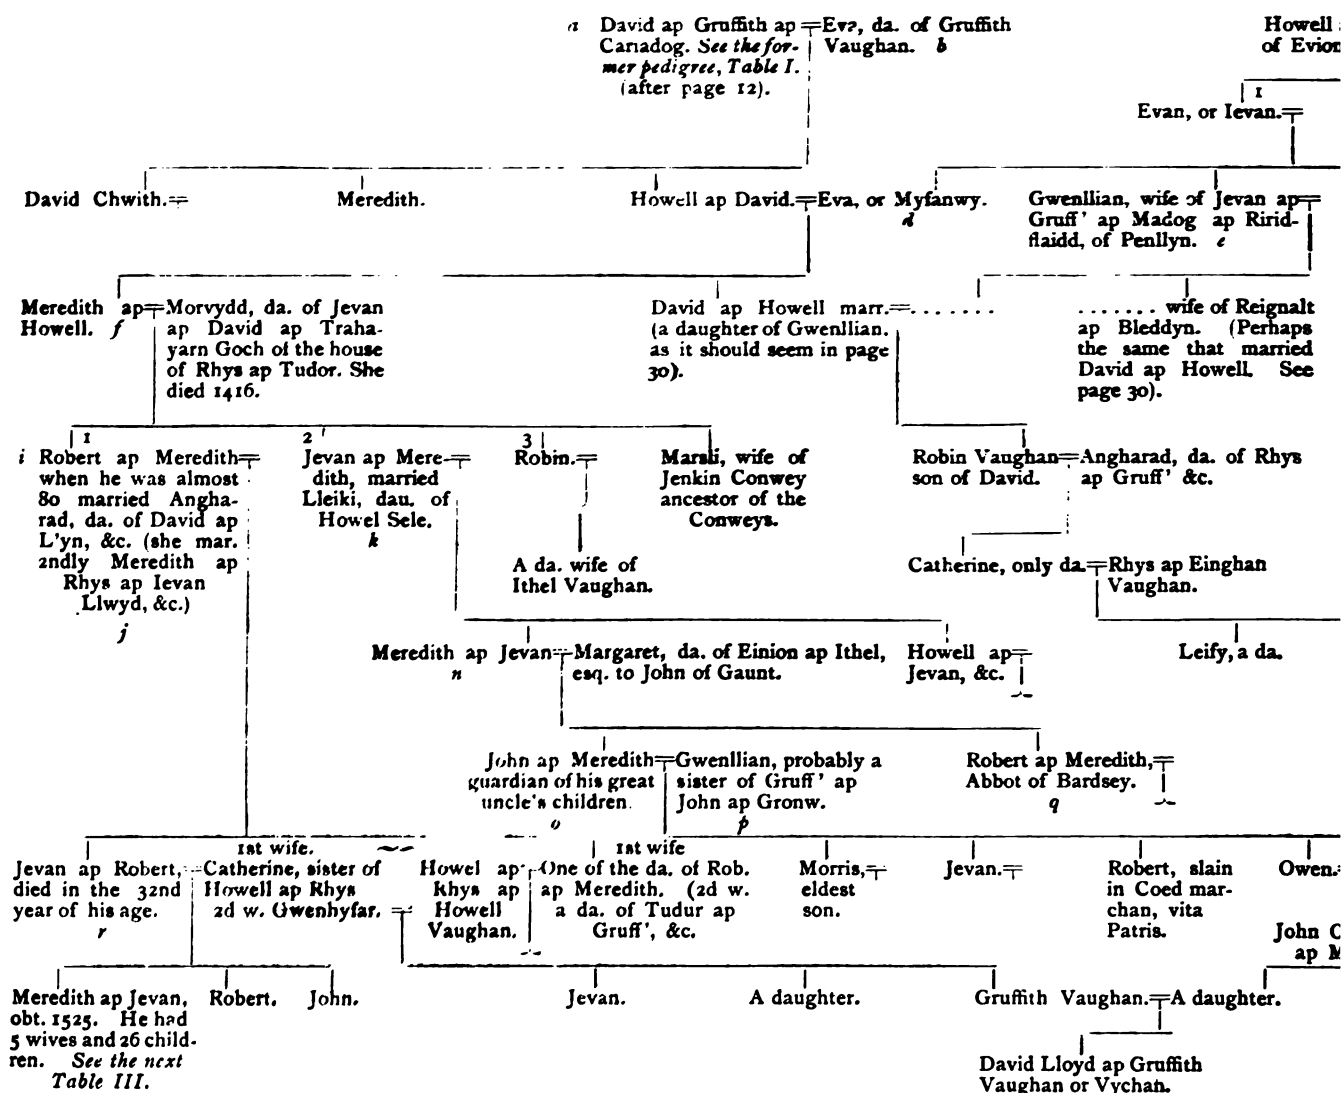 a David ap Gruffith ap
Cariadog. See the for-
mer pedigree, Table I.
(after page 12).
Eva, da. of Gruffith
Vaughan. b
Howell
of Evion
1
Evan, or Ievan.
David Chwith.
Meredith.
Howell ap David.
Eva, or Myfanwy.
d
Gwenllian, wife of Jevan ap
Gruff' ap Madog ap Ririd-
flaidd, of Penllyn. e
Meredith ap
Howell. f
Morvydd, da. of Jevan
ap David ap Traha-
yarn Goch of the house
of Rhys ap Tudor. She
died 1416.
David ap Howell marr. . . . . . . .
(a daughter of Gwenllian.
as it should seem in page
30).
. . . . . . . wife of Reignalt
ap Bleddyn. (Perhaps
the same that married
David ap Howell. See
page 30).
1
i Robert ap Meredith
when he was almost
80 married Angha-
rad, da. of David ap
L'yn, &c. (she mar.
2ndly Meredith ap
Rhys ap Ievan
Llwyd, &c.)
j
2
Jevan ap Mere-
dith, married
Lleiki, dau. of
Howel Sele.
k
3
Robin.
Marsli, wife of
Jenkin Conwey
ancestor of the
Conweys.
Robin Vaughan
son of David.
Angharad, da. of Rhys
ap Gruff' &c.
A da. wife of
Ithel Vaughan.
Catherine, only da.
Rhys ap Einghan
Vaughan.
Meredith ap Jevan
n
Margaret, da. of Einion ap Ithel,
esq. to John of Gaunt.
Howell ap
Jevan, &c.
Leify, a da.
John ap Meredith
guardian of his great
uncle's children.
o
Gwenllian, probably a
sister of Gruff' ap
John ap Gronw.
p
Robert ap Meredith,
Abbot of Bardsey.
q
Jevan ap Robert,
died in the 32nd
year of his age.
r
1st wife.
Catherine, sister of
Howell ap Rhys
2d w. Gwenhyfar.
Howel ap
Rhys ap
Howell
Vaughan.
1st wife
One of the da. of Rob.
ap Meredith. (2d w.
a da. of Tudur ap
Gruff', &c.
Morris,
eldest
son.
Jevan.
Robert, slain
in Coed mar-
chan, vita
Patris.
Owen.
John C
ap M
Meredith ap Jevan,
obt. 1525. He had
5 wives and 26 child-
ren. See the next
Table III.
Robert.
John.
Jevan.
A daughter.
Gruffith Vaughan.
A daughter.
David Lloyd ap Gruffith
Vaughan or Vychan.